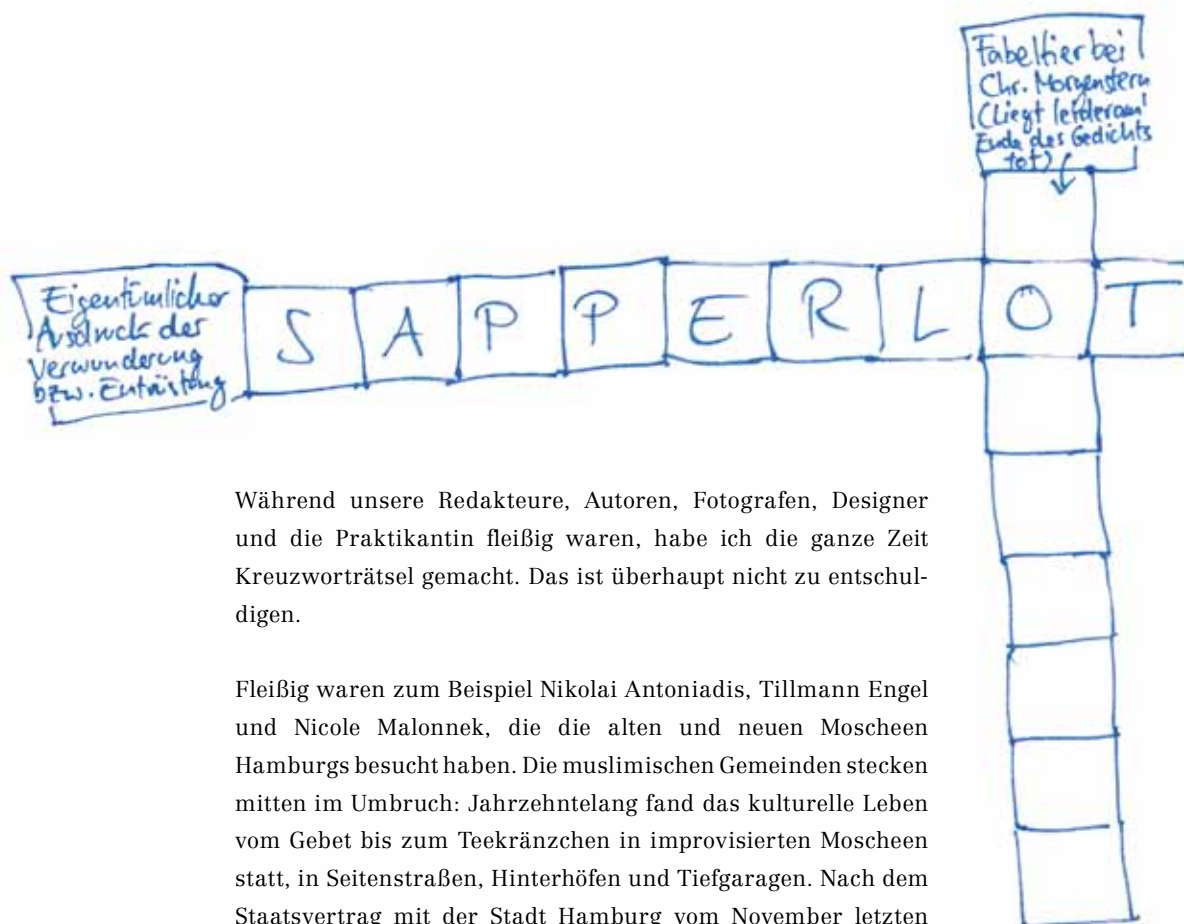 Fabeltier bei
Chr. Morgenstern
(Liegt leider am
Ende des Gedichts
tot)
Eigentümlicher
Ausdruck der
Verwunderung
bzw. Entrüstung
S A P P E R L O T
Während unsere Redakteure, Autoren, Fotografen, Designer
und die Praktikantin fleißig waren, habe ich die ganze Zeit
Kreuzworträtsel gemacht. Das ist überhaupt nicht zu entschul-
digen.
Fleißig waren zum Beispiel Nikolai Antoniadis, Tillmann Engel
und Nicole Malonnek, die die alten und neuen Moscheen
Hamburgs besucht haben. Die muslimischen Gemeinden stecken
mitten im Umbruch: Jahrzehntelang fand das kulturelle Leben
vom Gebet bis zum Teekränzchen in improvisierten Moscheen
statt, in Seitenstraßen, Hinterhöfen und Tiefgaragen. Nach dem
Staatsvertrag mit der Stadt Hamburg vom November letzten